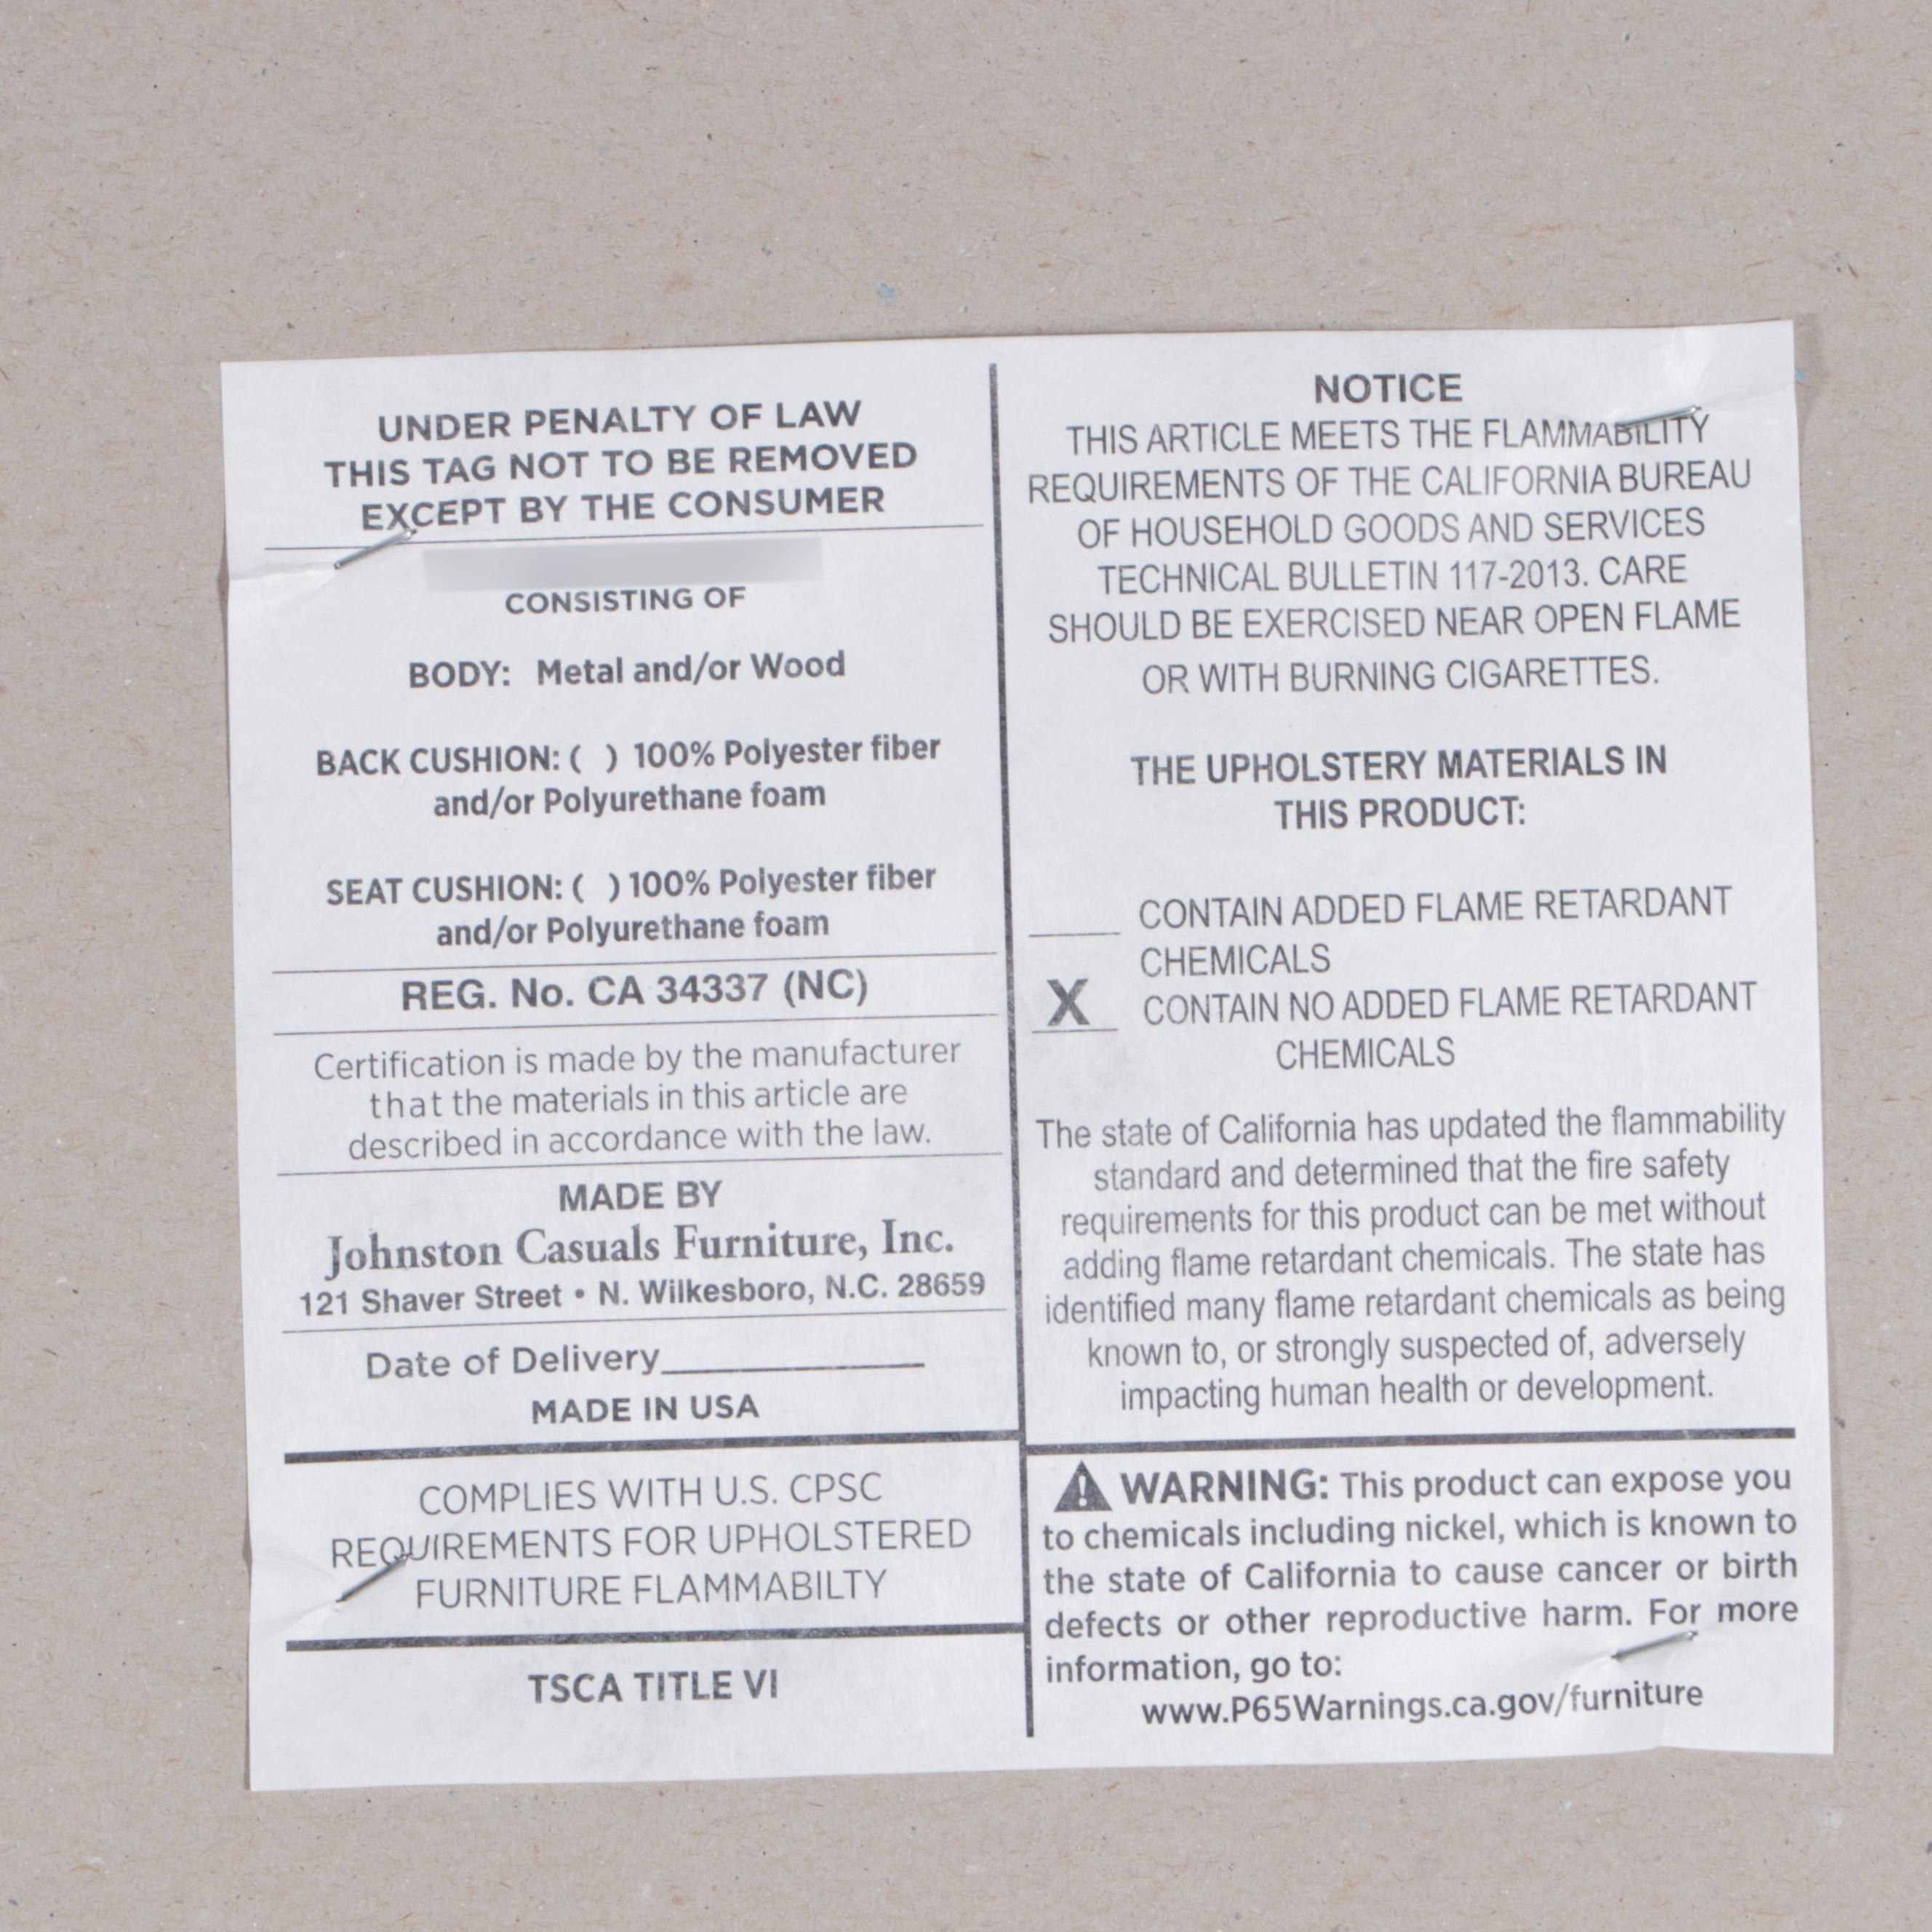 UNDER PENALTY OF LAW
THIS TAG NOT TO BE REMOVED
EXCEPT BY THE CONSUMER
CONSISTING OF
BODY: Metal and/or Wood
BACK CUSHION: ( ) 100% Polyester fiber
and/or Polyurethane foam
SEAT CUSHION: ( ) 100% Polyester fiber
and/or Polyurethane foam
REG. No. CA 34337 (NC)
Certification is made by the manufacturer
that the materials in this article are
described in accordance with the law.
MADE BY
Johnston Casuals Furniture, Inc.
121 Shaver Street • N. Wilkesboro, N.C. 28659
Date of Delivery______________
MADE IN USA
COMPLIES WITH U.S. CPSC
REQUIREMENTS FOR UPHOLSTERED
FURNITURE FLAMMABILTY
TSCA TITLE VI
NOTICE
THIS ARTICLE MEETS THE FLAMMABILITY
REQUIREMENTS OF THE CALIFORNIA BUREAU
OF HOUSEHOLD GOODS AND SERVICES
TECHNICAL BULLETIN 117-2013. CARE
SHOULD BE EXERCISED NEAR OPEN FLAME
OR WITH BURNING CIGARETTES.
THE UPHOLSTERY MATERIALS IN
THIS PRODUCT:
_____ CONTAIN ADDED FLAME RETARDANT
CHEMICALS
X CONTAIN NO ADDED FLAME RETARDANT
CHEMICALS
The state of California has updated the flammability
standard and determined that the fire safety
requirements for this product can be met without
adding flame retardant chemicals. The state has
identified many flame retardant chemicals as being
known to, or strongly suspected of, adversely
impacting human health or development.
WARNING: This product can expose you
to chemicals including nickel, which is known to
the state of California to cause cancer or birth
defects or other reproductive harm. For more
information, go to:
www.P65Warnings.ca.gov/furniture